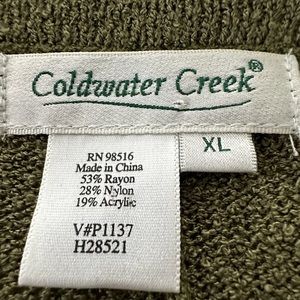 Coldwater Creek®
XL
RN 98516
Made in China
53% Rayon
28% Nylon
19% Acrylic
V#P1137
H28521